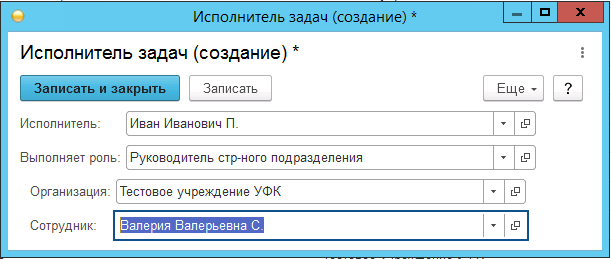 Исполнитель задач (создание) *
Исполнитель задач (создание) *
Записать и закрыть Записать Еще ?
Исполнитель: Иван Иванович П.
Выполняет роль: Руководитель стр-ного подразделения
Организация: Тестовое учреждение УФК
Сотрудник: Валерия Валерьевна С.